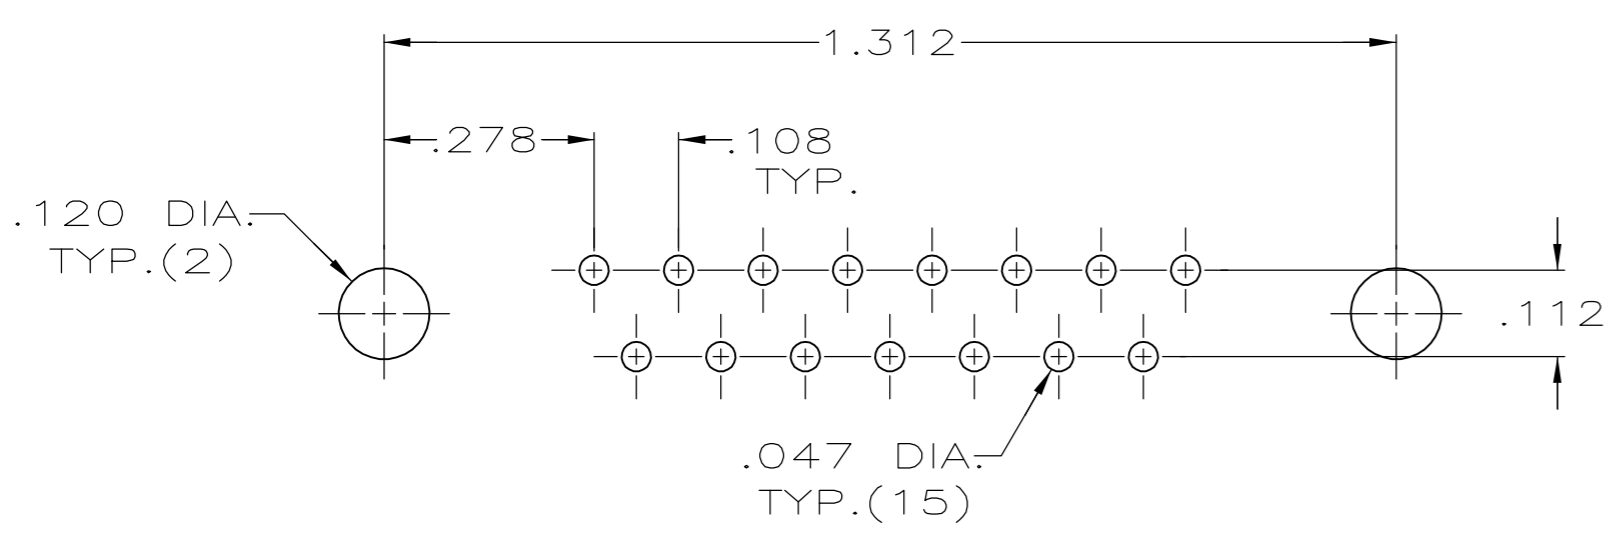 1.312
.278
.108
TYP.
.120 DIA.
TYP.(2)
.112
.047 DIA.
TYP.(15)